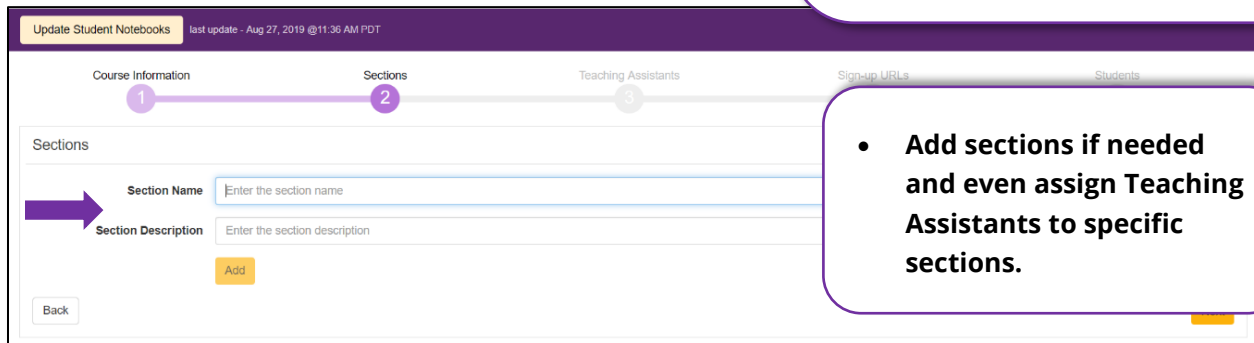 Update Student Notebooks last update - Aug 27, 2019 @11:36 AM PDT
Course Information Sections Teaching Assistants Sign-up URLs Students
1 2 3
Sections
Section Name Enter the section name
Section Description Enter the section description
Add
Back
• Add sections if needed
and even assign Teaching
Assistants to specific
sections.